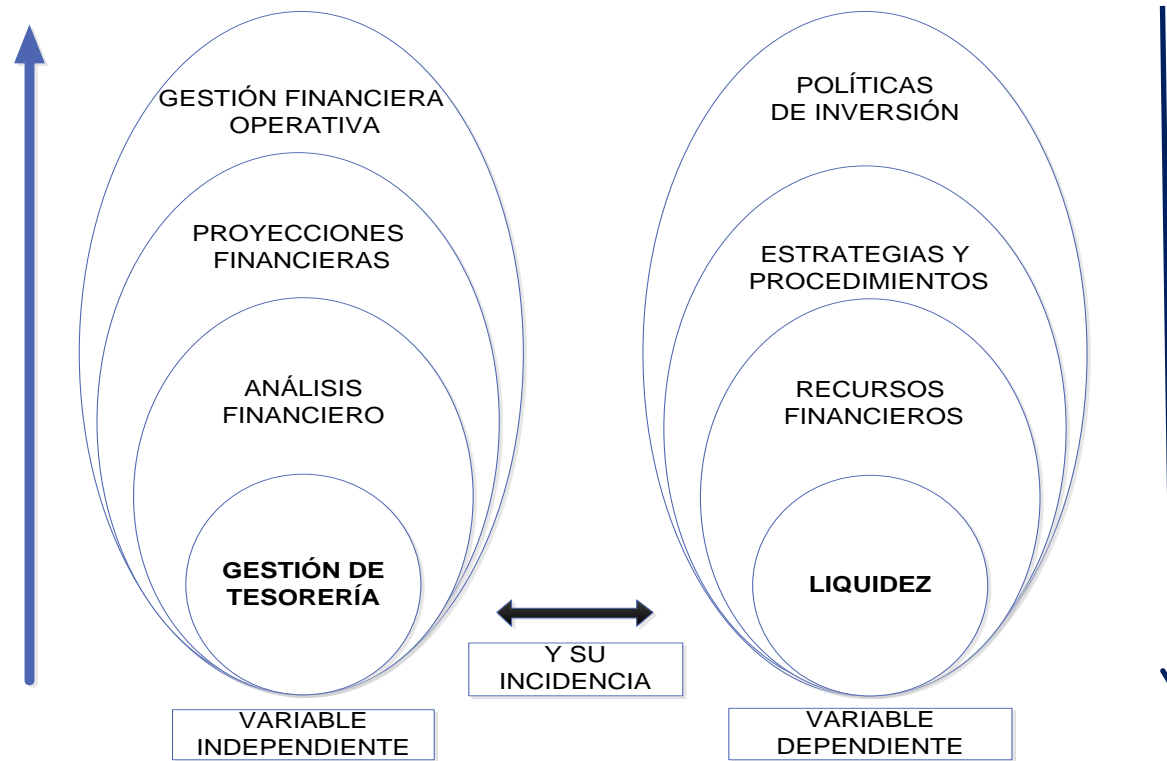 GESTIÓN FINANCIERA
OPERATIVA
PROYECCIONES
FINANCIERAS
ANÁLISIS
FINANCIERO
GESTIÓN DE
TESORERÍA
VARIABLE
INDEPENDIENTE
Y SU
INCIDENCIA
POLÍTICAS
DE INVERSIÓN
ESTRATEGIAS Y
PROCEDIMIENTOS
RECURSOS
FINANCIEROS
LIQUIDEZ
VARIABLE
DEPENDIENTE